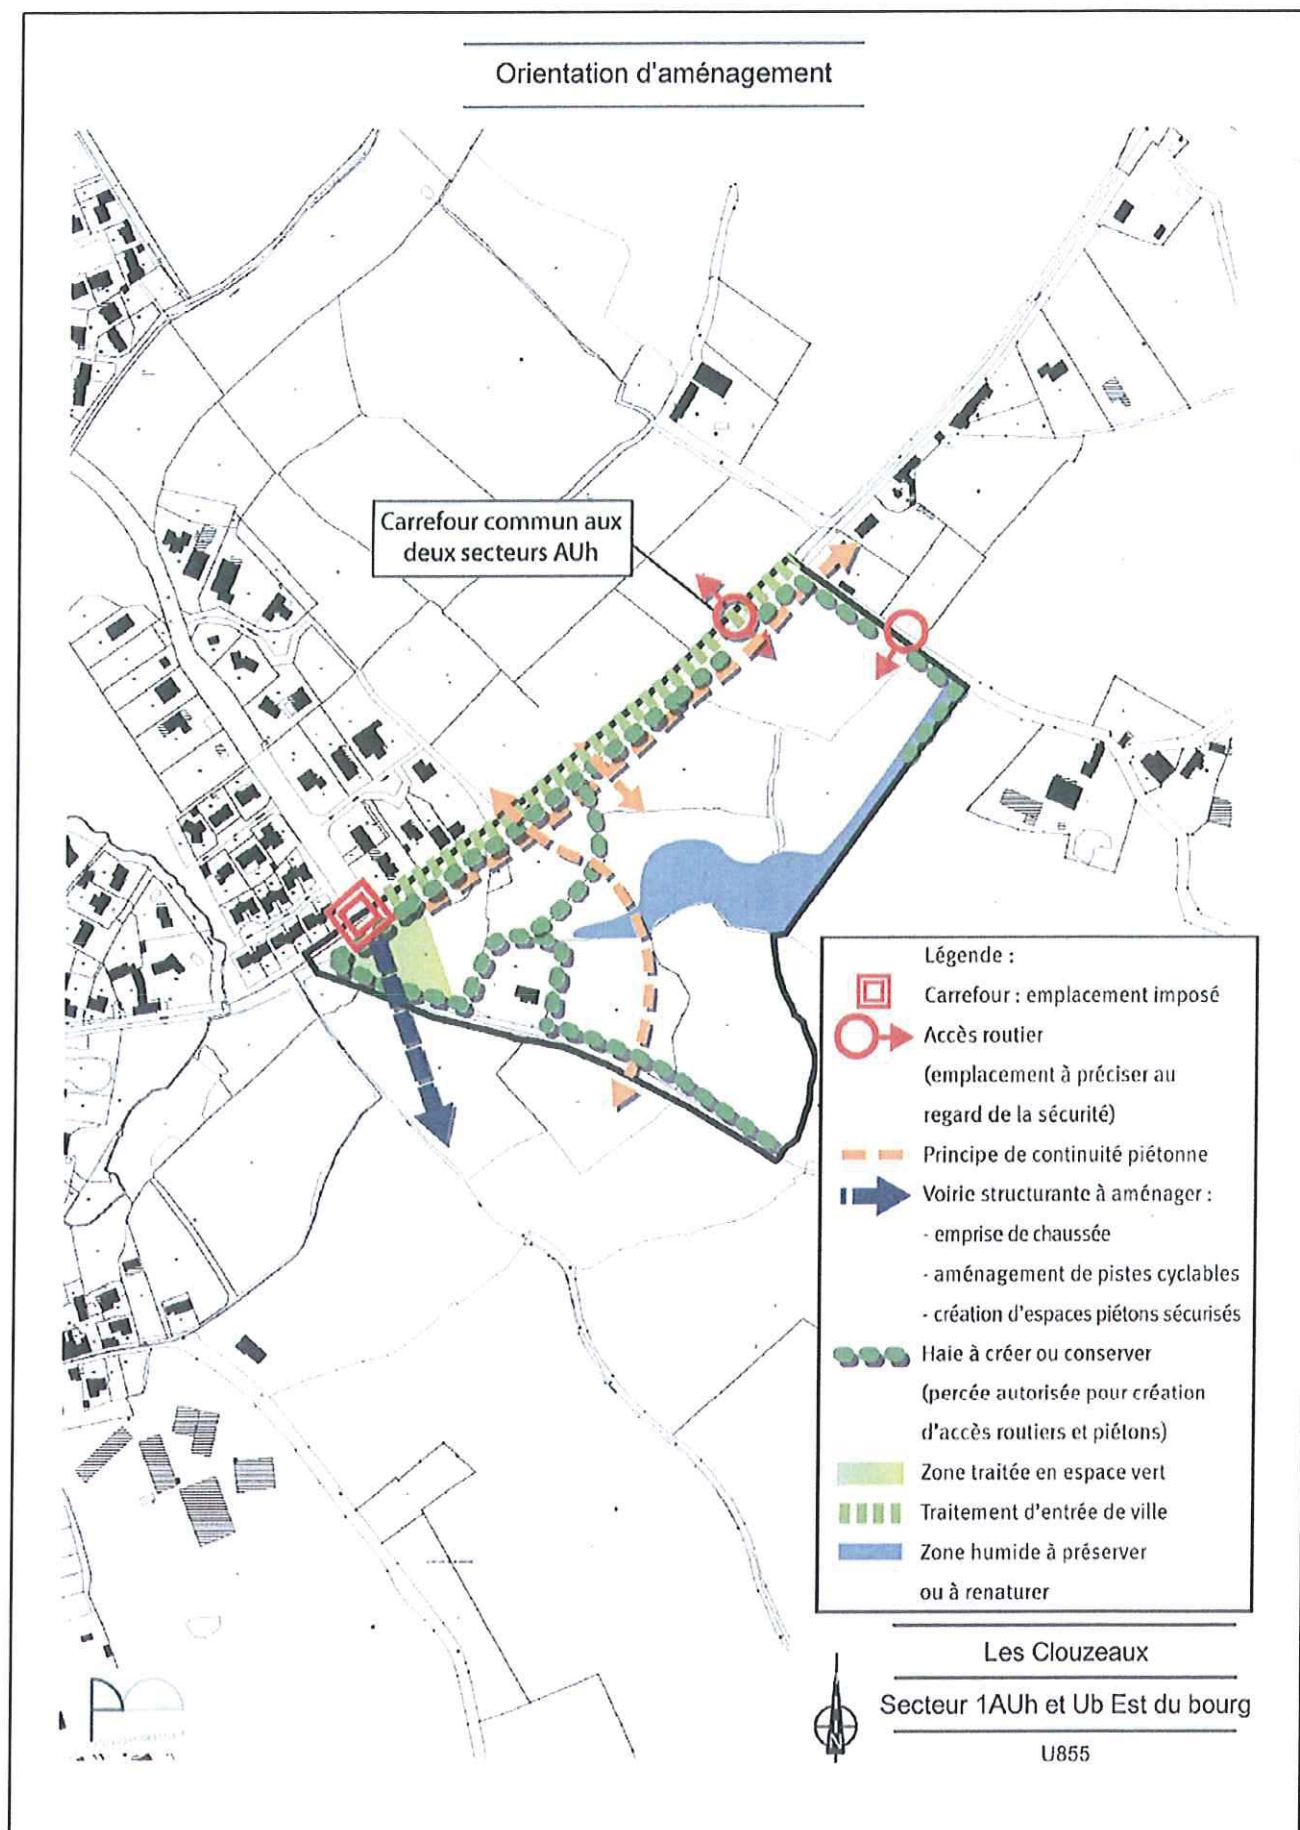 Orientation d'aménagement
Carrefour commun aux
deux secteurs AUh
Légende :
Carrefour : emplacement imposé
Accès routier
(emplacement à préciser au
regard de la sécurité)
Principe de continuité piétonne
Voirie structurante à aménager :
- emprise de chaussée
- aménagement de pistes cyclables
- création d'espaces piétons sécurisés
Haie à créer ou conserver
(percée autorisée pour création
d'accès routiers et piétons)
Zone traitée en espace vert
Traitement d'entrée de ville
Zone humide à préserver
ou à renaturer
Les Clouzeaux
Secteur 1AUh et Ub Est du bourg
N
U855